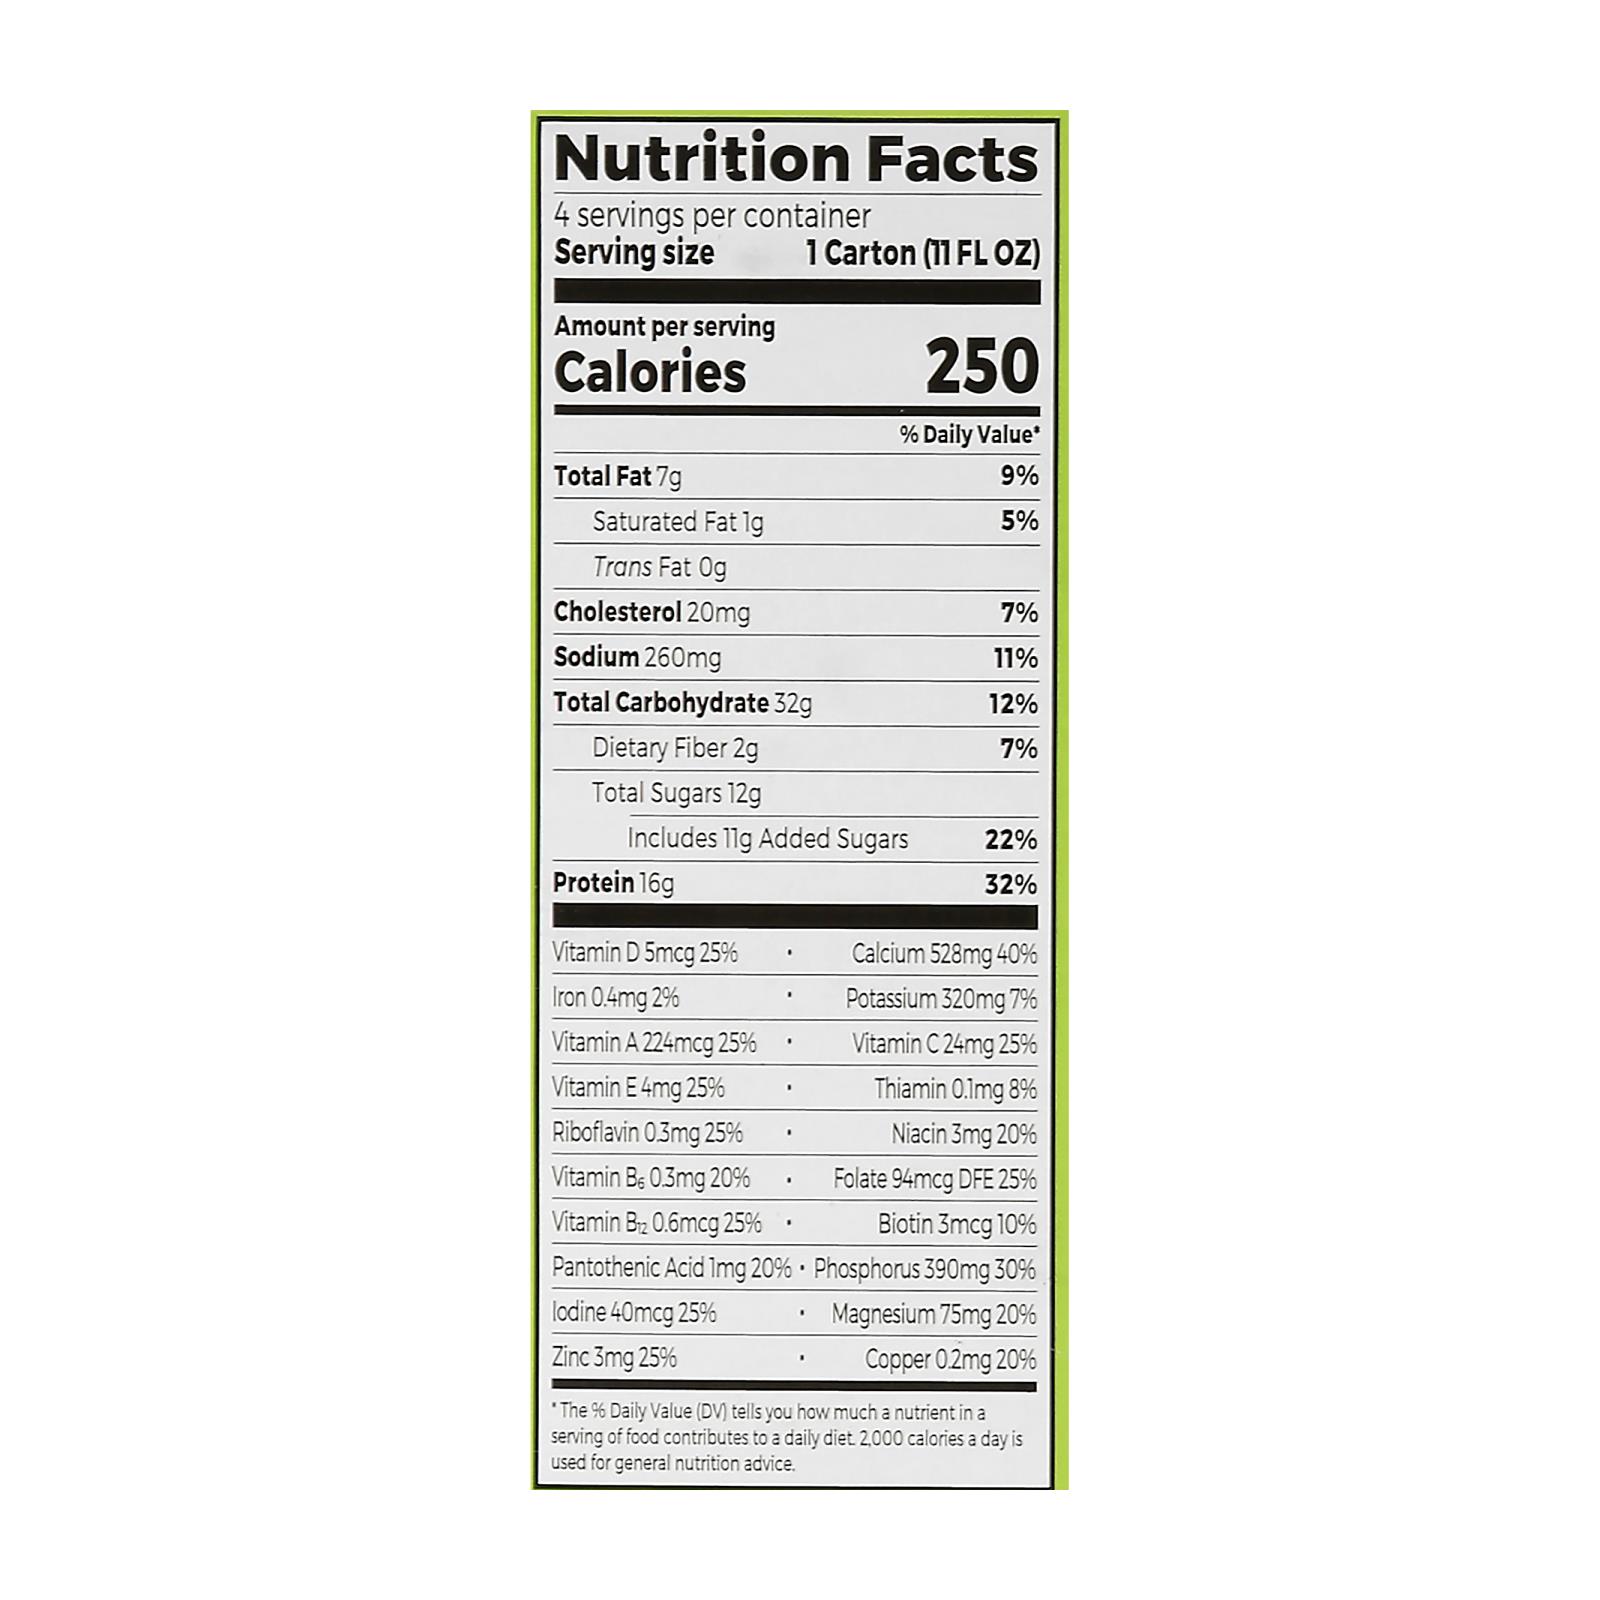 Nutrition Facts
4 servings per container
Serving size 1 Carton (11 FL OZ)
Amount per serving
Calories 250
% Daily Value*
Total Fat 7g 9%
Saturated Fat 1g 5%
Trans Fat 0g
Cholesterol 20mg 7%
Sodium 260mg 11%
Total Carbohydrate 32g 12%
Dietary Fiber 2g 7%
Total Sugars 12g
Includes 11g Added Sugars 22%
Protein 16g 32%
Vitamin D 5mcg 25% • Calcium 528mg 40%
Iron 0.4mg 2% • Potassium 320mg 7%
Vitamin A 224mcg 25% • Vitamin C 24mg 25%
Vitamin E 4mg 25% • Thiamin 0.1mg 8%
Riboflavin 0.3mg 25% • Niacin 3mg 20%
Vitamin B₆ 0.3mg 20% • Folate 94mcg DFE 25%
Vitamin B₁₂ 0.6mcg 25% • Biotin 3mcg 10%
Pantothenic Acid 1mg 20% • Phosphorus 390mg 30%
Iodine 40mcg 25% • Magnesium 75mg 20%
Zinc 3mg 25% • Copper 0.2mg 20%
* The % Daily Value (DV) tells you how much a nutrient in a
serving of food contributes to a daily diet. 2,000 calories a day is
used for general nutrition advice.